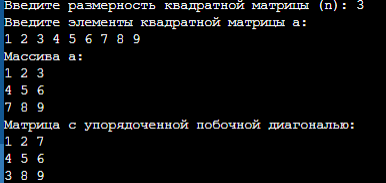 Введите размерность квадратной матрицы (n): 3
Введите элементы квадратной матрицы a:
1 2 3 4 5 6 7 8 9
Массива a:
1 2 3
4 5 6
7 8 9
Матрица с упорядоченной побочной диагональю:
1 2 7
4 5 6
3 8 9